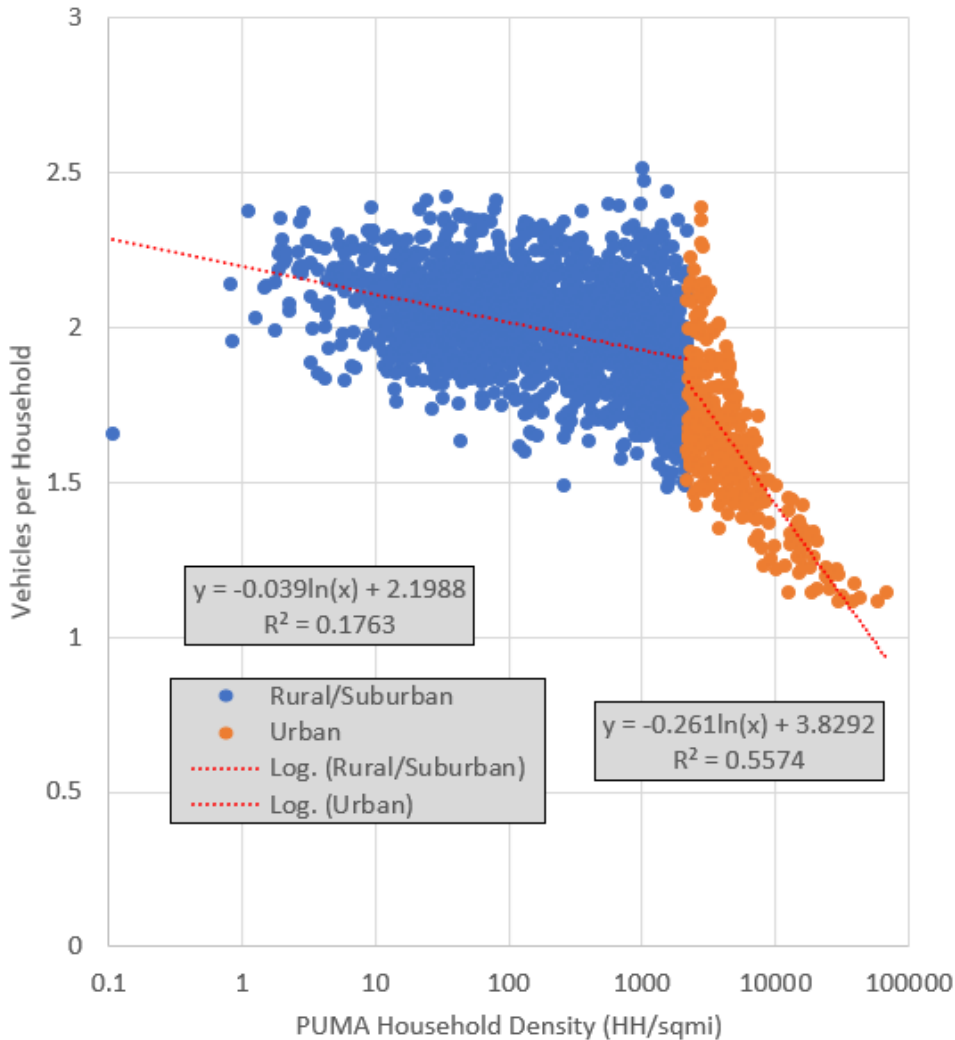 3
2.5
2
1.5
1
0.5
0
Vehicles per Household
y = -0.039ln(x) + 2.1988
R² = 0.1763
Rural/Suburban
Urban
Log. (Rural/Suburban)
Log. (Urban)
y = -0.261ln(x) + 3.8292
R² = 0.5574
0.1 1 10 100 1000 10000 100000
PUMA Household Density (HH/sqmi)